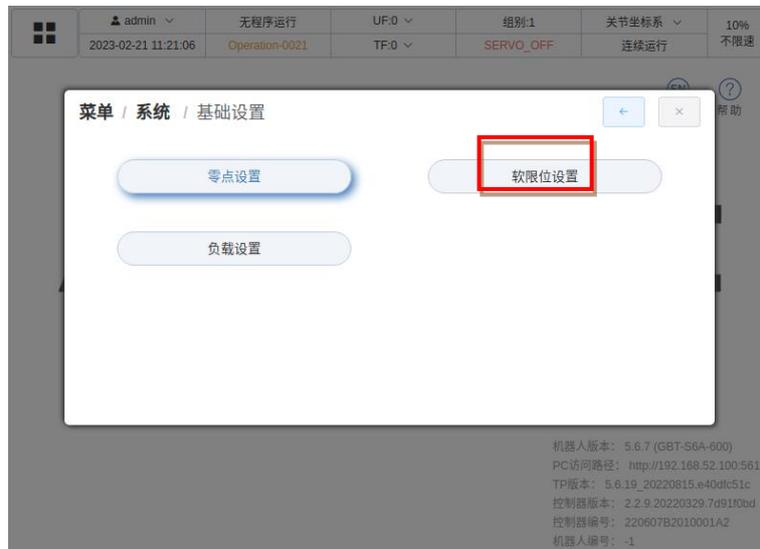 admin
无程序运行
UF:0
组别:1
关节坐标系
10%
2023-02-21 11:21:06
Operation-0021
TF:0
SERVO_OFF
连续运行
不限速
EN
?
帮助
菜单 / 系统 / 基础设置
← ×
零点设置
软限位设置
负载设置
机器人版本: 5.6.7 (GBT-S6A-600)
PC访问路径: http://192.168.52.100:561
TP版本: 5.6.19_20220815.e40dfc51c
控制器版本: 2.2.9.20220329.7d91f0bd
控制器编号: 220607B2010001A2
机器人编号: -1